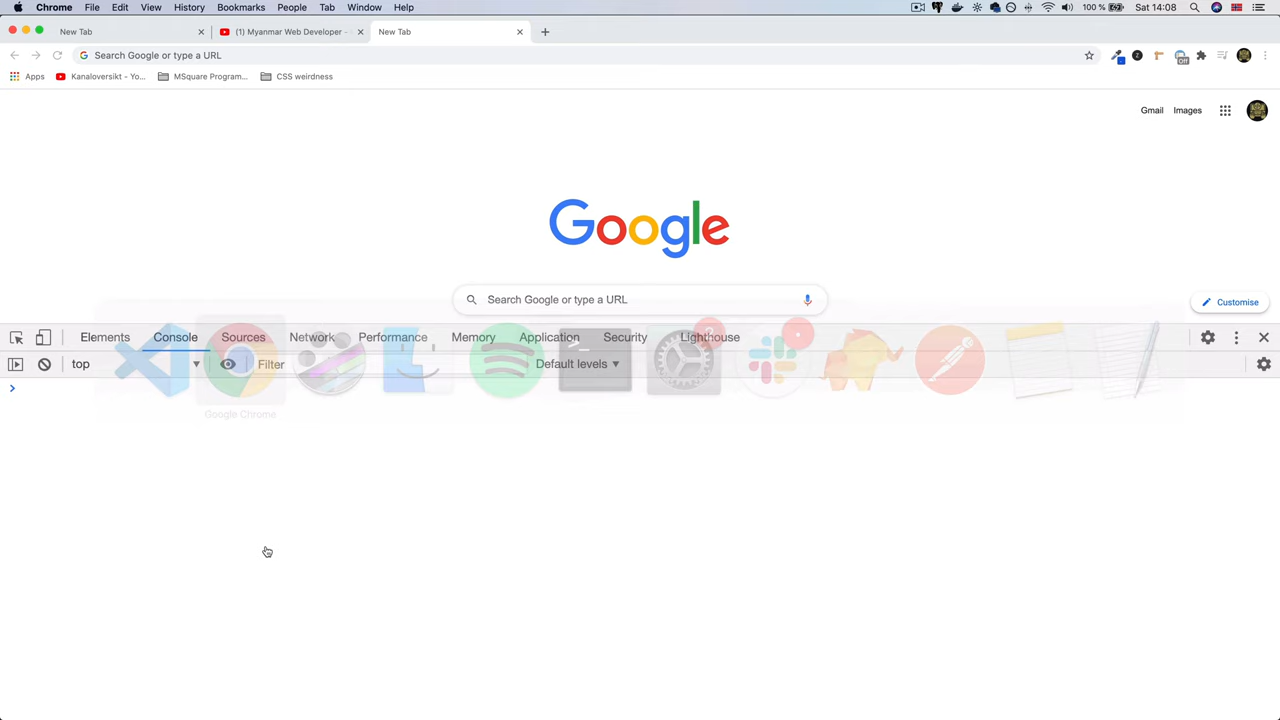 Chrome File Edit View History Bookmarks People Tab Window Help 100 % Sat 14:08
New Tab (1) Myanmar Web Developer - New Tab
Search Google or type a URL
Apps Kanaloversikt - Yo... MSquare Program... CSS weirdness
Off
Gmail Images
Google
Search Google or type a URL
Customise
Elements Console Sources Network Performance Memory Application Security Lighthouse
top Filter Default levels
Google Chrome